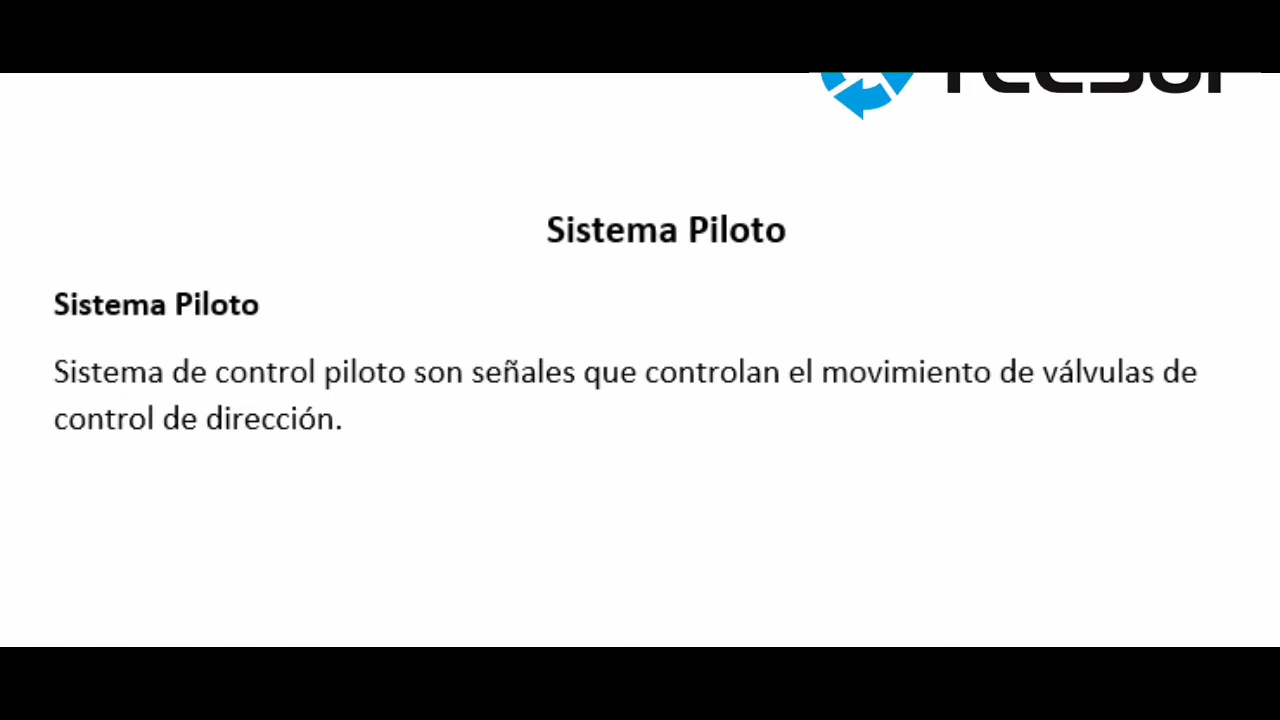 Sistema Piloto
Sistema Piloto
Sistema de control piloto son señales que controlan el movimiento de válvulas de
control de dirección.